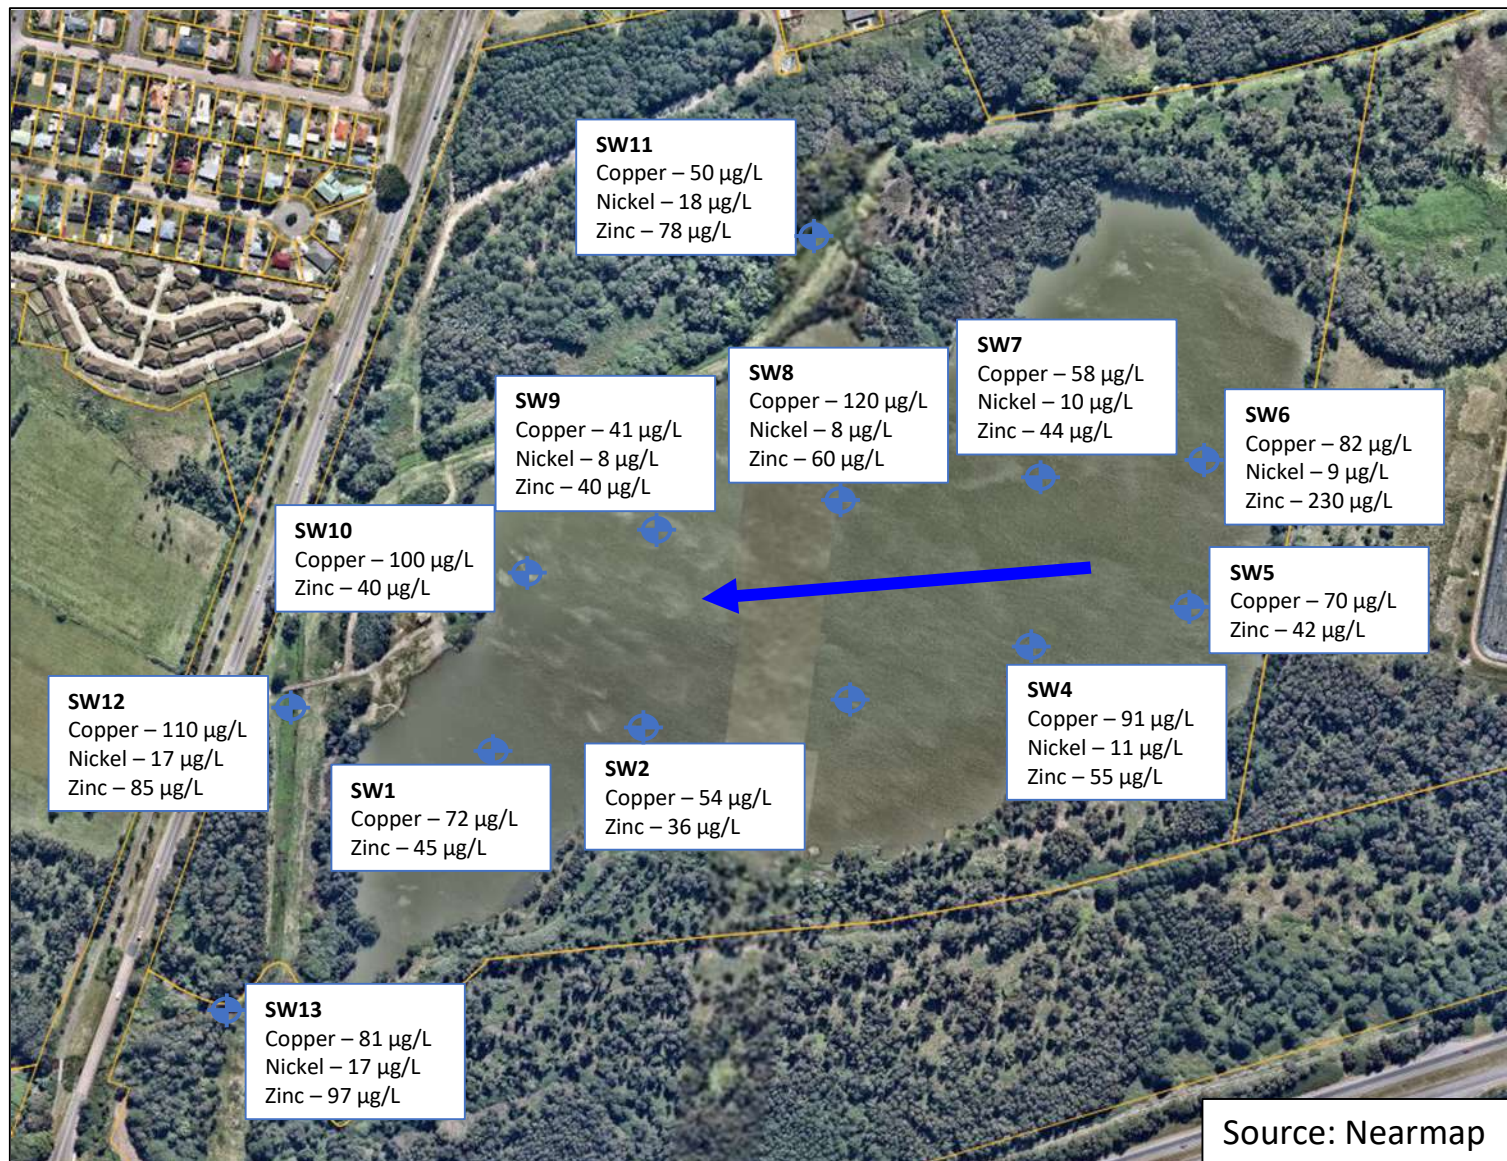 SW11
Copper – 50 µg/L
Nickel – 18 µg/L
Zinc – 78 µg/L
SW7
Copper – 58 µg/L
Nickel – 10 µg/L
Zinc – 44 µg/L
SW8
Copper – 120 µg/L
Nickel – 8 µg/L
Zinc – 60 µg/L
SW9
Copper – 41 µg/L
Nickel – 8 µg/L
Zinc – 40 µg/L
SW6
Copper – 82 µg/L
Nickel – 9 µg/L
Zinc – 230 µg/L
SW10
Copper – 100 µg/L
Zinc – 40 µg/L
SW5
Copper – 70 µg/L
Zinc – 42 µg/L
SW12
Copper – 110 µg/L
Nickel – 17 µg/L
Zinc – 85 µg/L
SW4
Copper – 91 µg/L
Nickel – 11 µg/L
Zinc – 55 µg/L
SW2
Copper – 54 µg/L
Zinc – 36 µg/L
SW1
Copper – 72 µg/L
Zinc – 45 µg/L
SW13
Copper – 81 µg/L
Nickel – 17 µg/L
Zinc – 97 µg/L
Source: Nearmap